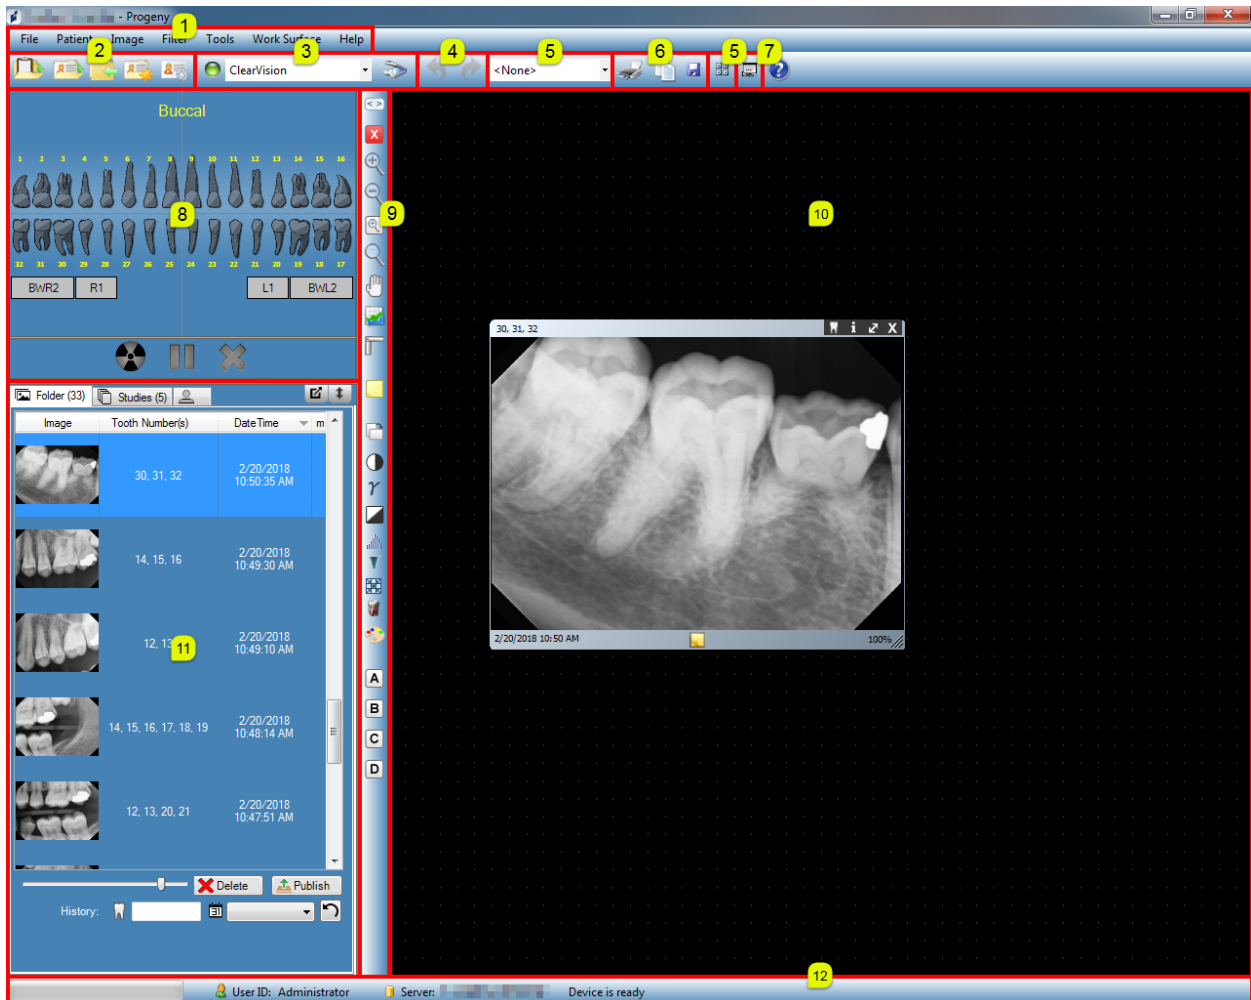 - Progeny
1
File Patient Image Filter Tools Work Surface Help
2 3 4 5 6 5 7
ClearVision <None>
Buccal
1 2 3 4 5 6 7 8 9 10 11 12 13 14 15 16
8
32 31 30 29 28 27 26 25 24 23 22 21 20 19 18 17
BWR2 R1 L1 BWL2
9
10
30, 31, 32
2/20/2018 10:50 AM 100%
Folder (33) Studies (5)
Image Tooth Number(s) DateTime m
30, 31, 32 2/20/2018
10:50:35 AM
14, 15, 16 2/20/2018
10:49:30 AM
12, 13 2/20/2018
10:49:10 AM
11
14, 15, 16, 17, 18, 19 2/20/2018
10:48:14 AM
12, 13, 20, 21 2/20/2018
10:47:51 AM
Delete Publish
History: 31
γ
A
B
C
D
12
User ID: Administrator Server: Device is ready